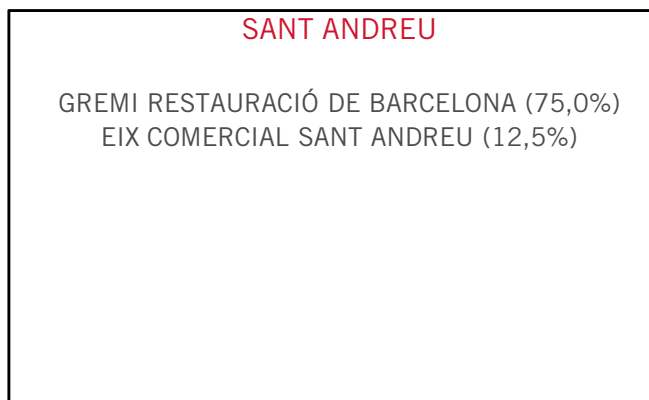 SANT ANDREU
GREMI RESTAURACIÓ DE BARCELONA (75,0%)
EIX COMERCIAL SANT ANDREU (12,5%)